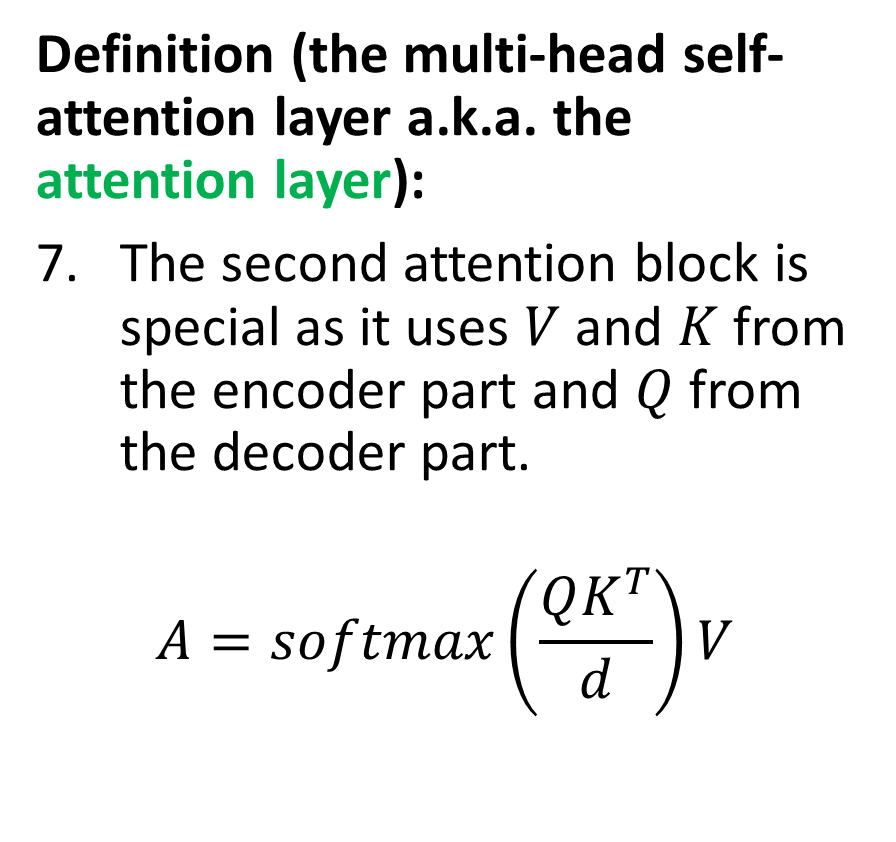 Definition (the multi-head self-
attention layer a.k.a. the
attention layer):
7. The second attention block is
special as it uses V and K from
the encoder part and Q from
the decoder part.
A = softmax(QK^T/d)V